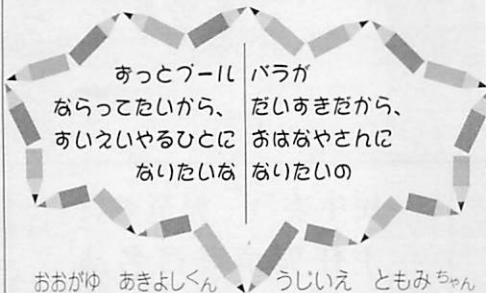 ずっとプール
ならってたいから、
すいえいやるひとに
なりたいな
バラが
だいすきだから、
おはなやさんに
なりたいの
おおがゆ あきよしくん
うじいえ ともみちゃん